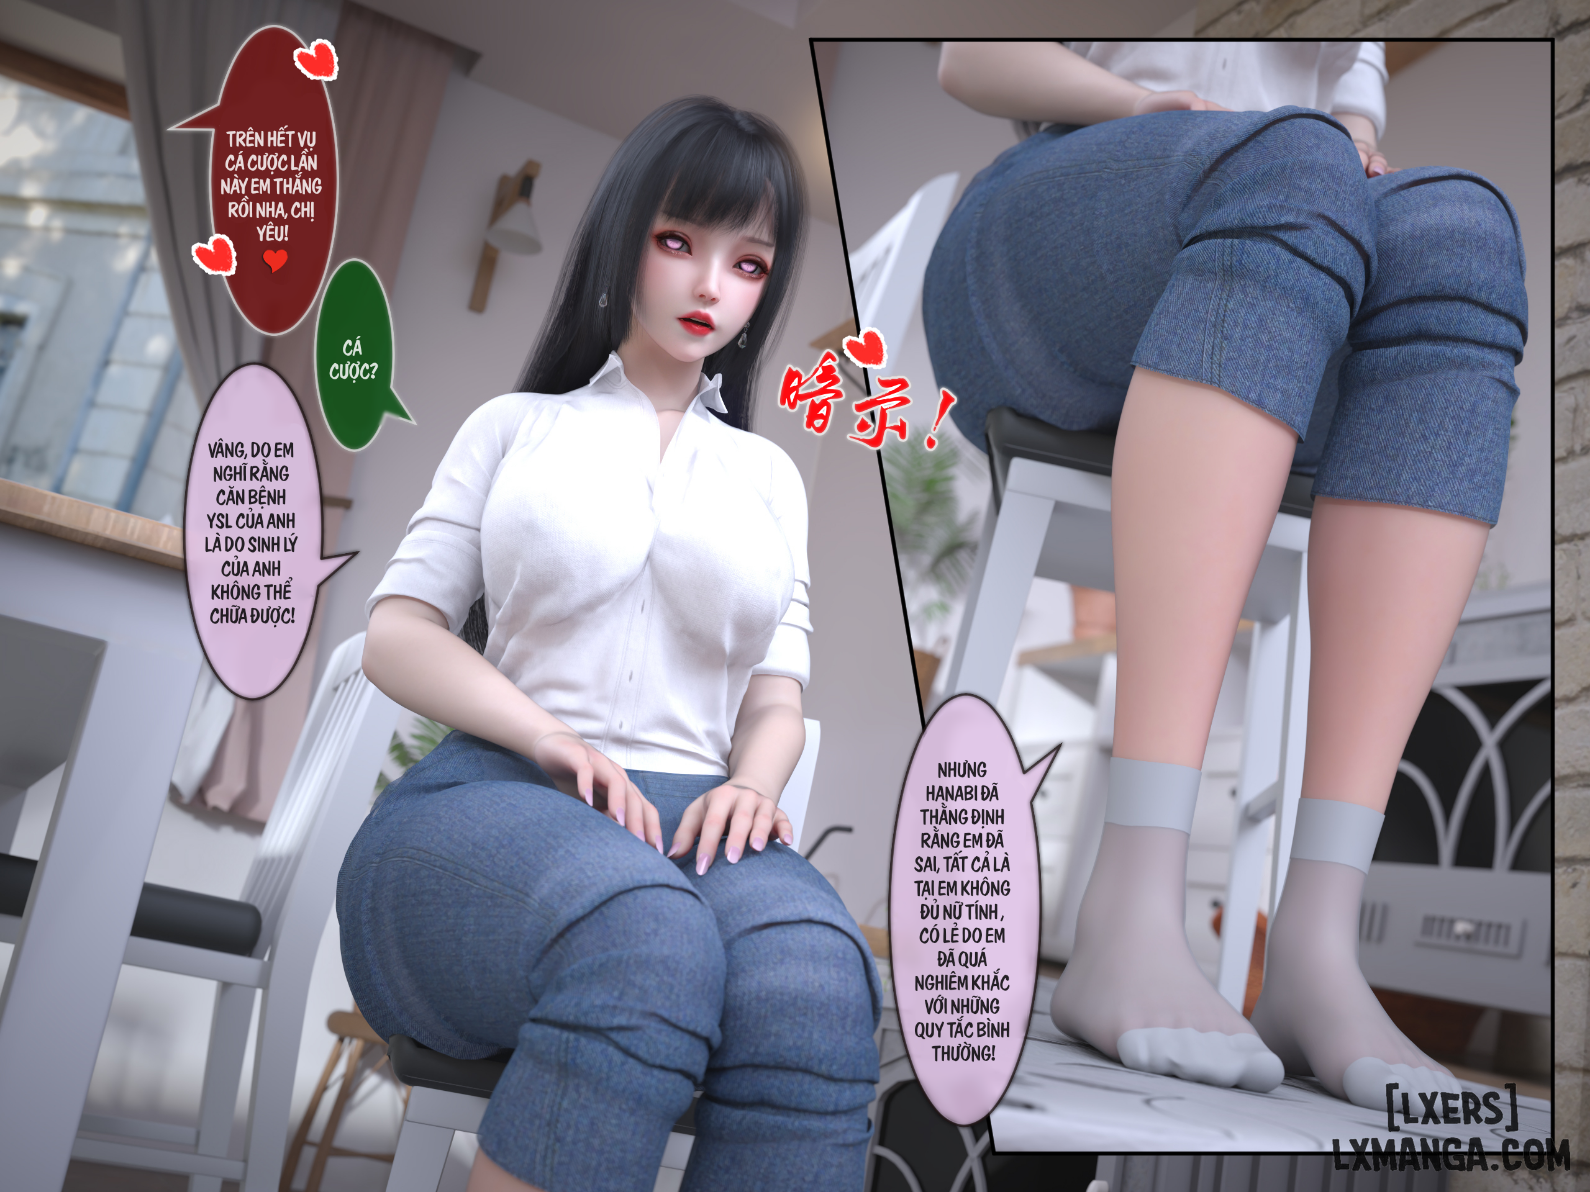 TRÊN HẾT VỤ
CÁ CƯỢC LẦN
NÀY EM THẮNG
RỒI NHA, CHỊ
YÊU!
CÁ
CƯỢC?
VÂNG, DO EM
NGHĨ RẰNG
CĂN BỆNH
YSL CỦA ANH
LÀ DO SINH LÝ
CỦA ANH
KHÔNG THỂ
CHỮA ĐƯỢC!
暗示!
NHƯNG
HANABI ĐÃ
THẲNG ĐỊNH
RẰNG EM ĐÃ
SAI, TẤT CẢ LÀ
TẠI EM KHÔNG
ĐỦ NỮ TÍNH,
CÓ LẺ DO EM
ĐÃ QUÁ
NGHIÊM KHẮC
VỚI NHỮNG
QUY TẮC BÌNH
THƯỜNG!
[LXERS]
LXMANGA.COM